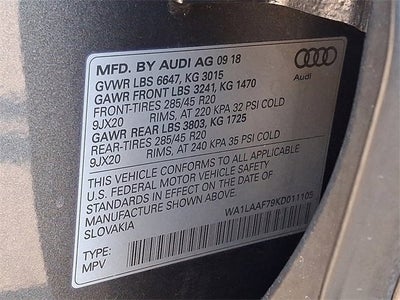 MFD. BY AUDI AG 09 18
GVWR LBS 6647, KG 3015
GAWR FRONT LBS 3241, KG 1470
FRONT-TIRES 285/45 R20
9JX20 RIMS, AT 220 KPA 32 PSI COLD
GAWR REAR LBS 3803, KG 1725
REAR-TIRES 285/45 R20
9JX20 RIMS, AT 240 KPA 35 PSI COLD
THIS VEHICLE CONFORMS TO ALL APPLICABLE
U.S. FEDERAL MOTOR VEHICLE SAFETY
STANDARDS IN EFFECT ON THE DATE OF
MANUFACTURE SHOWN ABOVE.
SLOVAKIA
WA1LAAF79KD011105
TYPE:
MPV
Audi